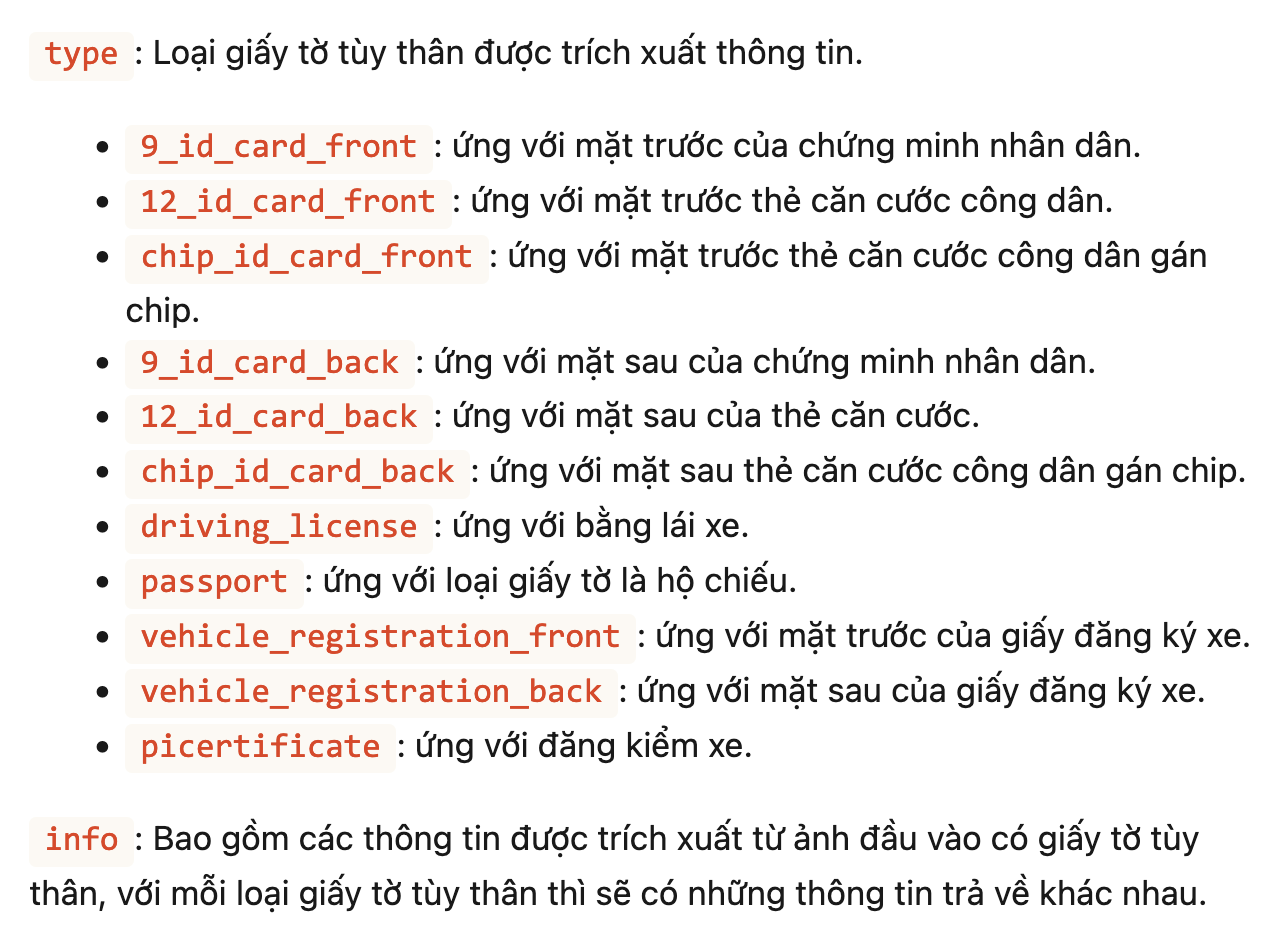 type : Loại giấy tờ tùy thân được trích xuất thông tin.
• 9_id_card_front : ứng với mặt trước của chứng minh nhân dân.
• 12_id_card_front : ứng với mặt trước thẻ căn cước công dân.
• chip_id_card_front : ứng với mặt trước thẻ căn cước công dân gán
chip.
• 9_id_card_back : ứng với mặt sau của chứng minh nhân dân.
• 12_id_card_back : ứng với mặt sau của thẻ căn cước.
• chip_id_card_back : ứng với mặt sau thẻ căn cước công dân gán chip.
• driving_license : ứng với bằng lái xe.
• passport : ứng với loại giấy tờ là hộ chiếu.
• vehicle_registration_front : ứng với mặt trước của giấy đăng ký xe.
• vehicle_registration_back : ứng với mặt sau của giấy đăng ký xe.
• picertificate : ứng với đăng kiểm xe.
info : Bao gồm các thông tin được trích xuất từ ảnh đầu vào có giấy tờ tùy
thân, với mỗi loại giấy tờ tùy thân thì sẽ có những thông tin trả về khác nhau.